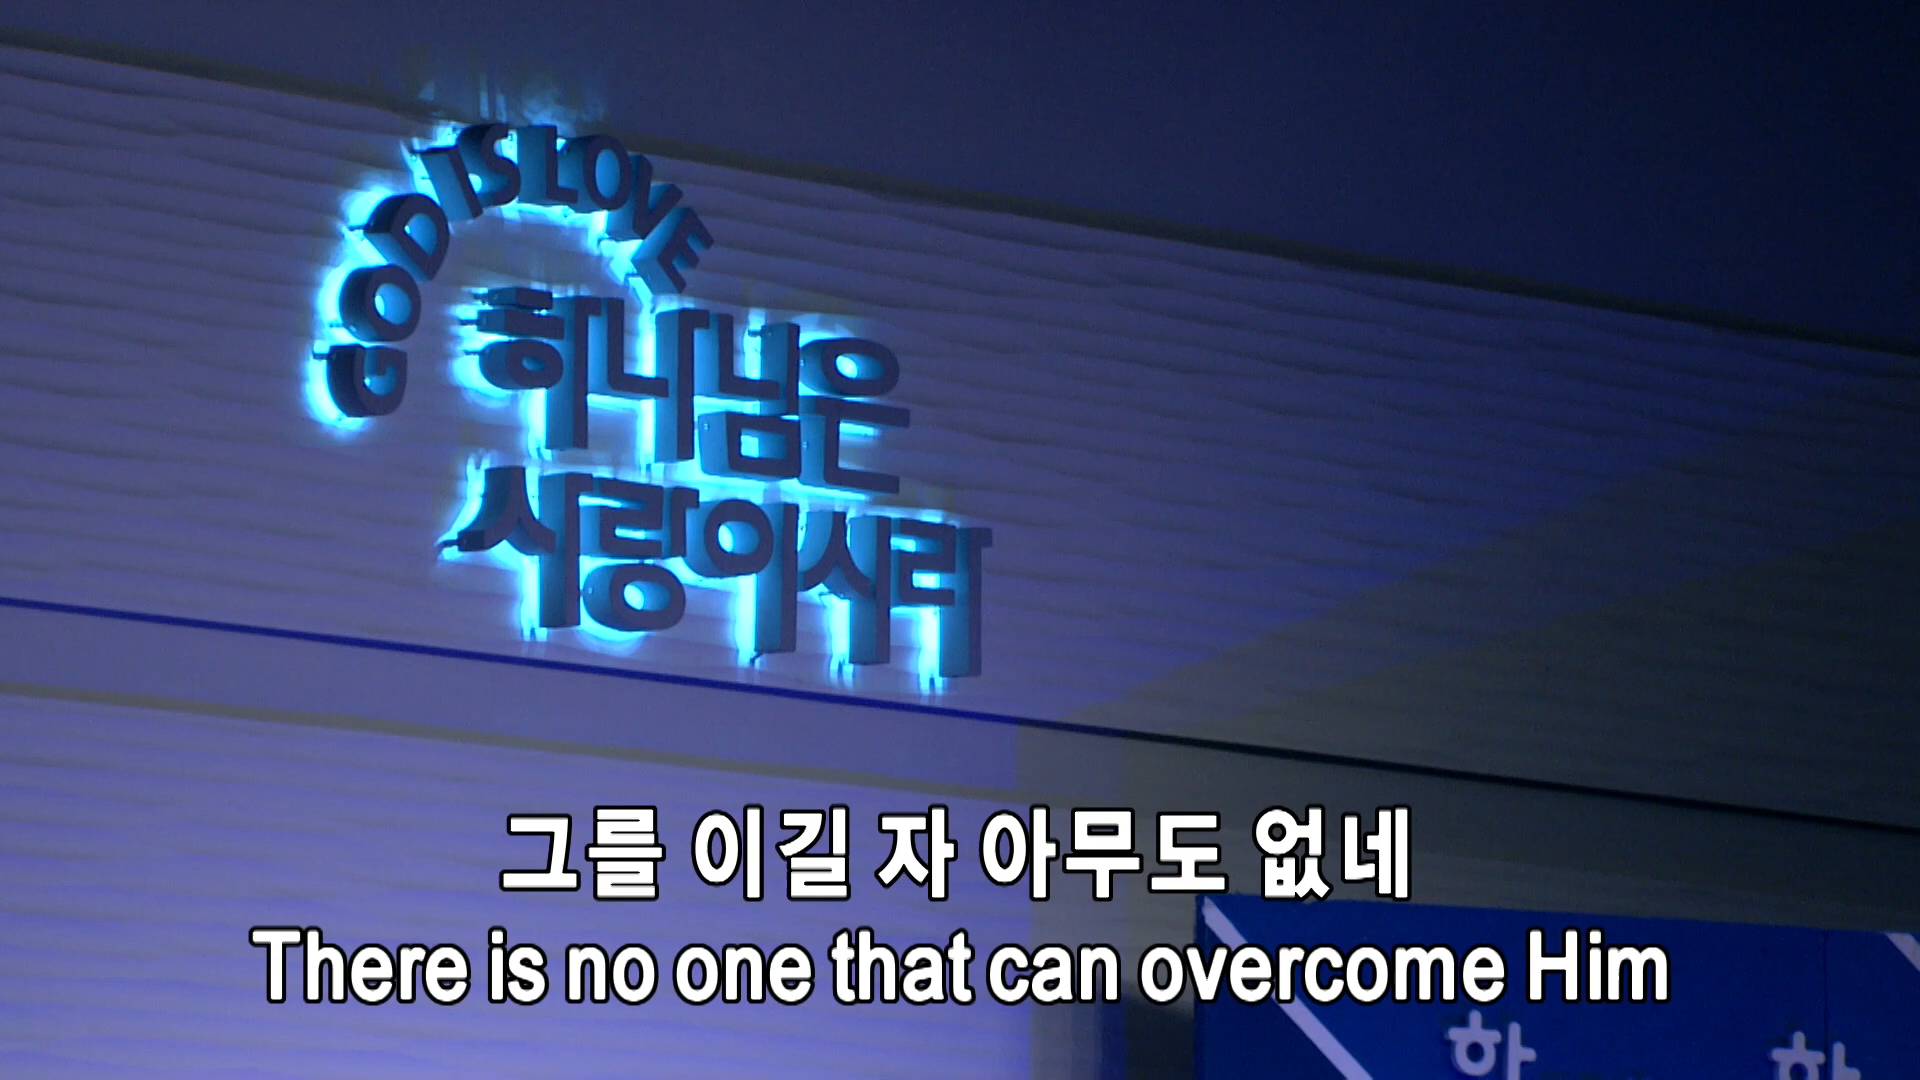 GOD IS LOVE
하나님은
사랑이시라
그를 이길 자 아무도 없네
There is no one that can overcome Him